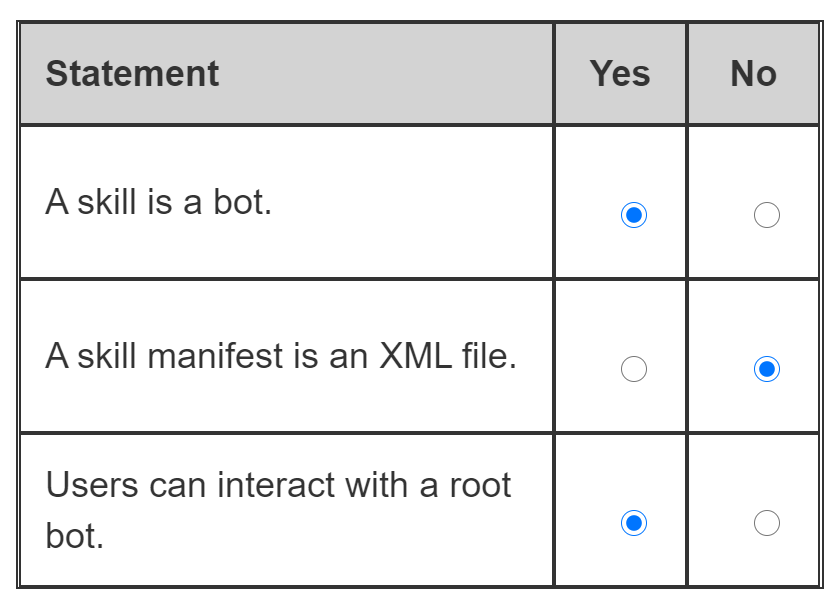 Statement Yes No
A skill is a bot.
A skill manifest is an XML file.
Users can interact with a root
bot.